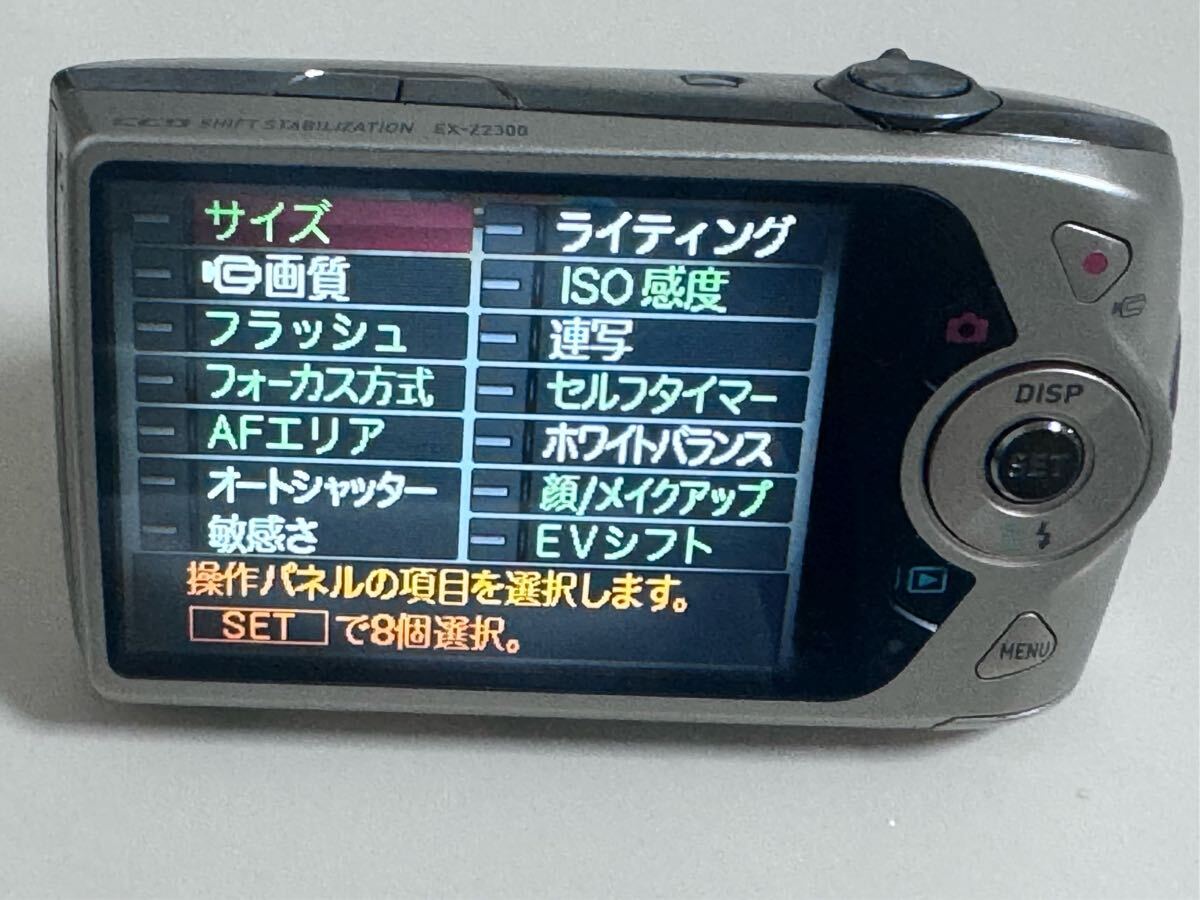 CCD SHIFT STABILIZATION EX-Z2300
サイズ
画質
フラッシュ
フォーカス方式
AFエリア
オートシャッター
敏感さ
ライティング
ISO感度
連写
セルフタイマー
ホワイトバランス
顔/メイクアップ
EVシフト
操作パネルの項目を選択します。
SET で8個選択。
DISP
SET
MENU